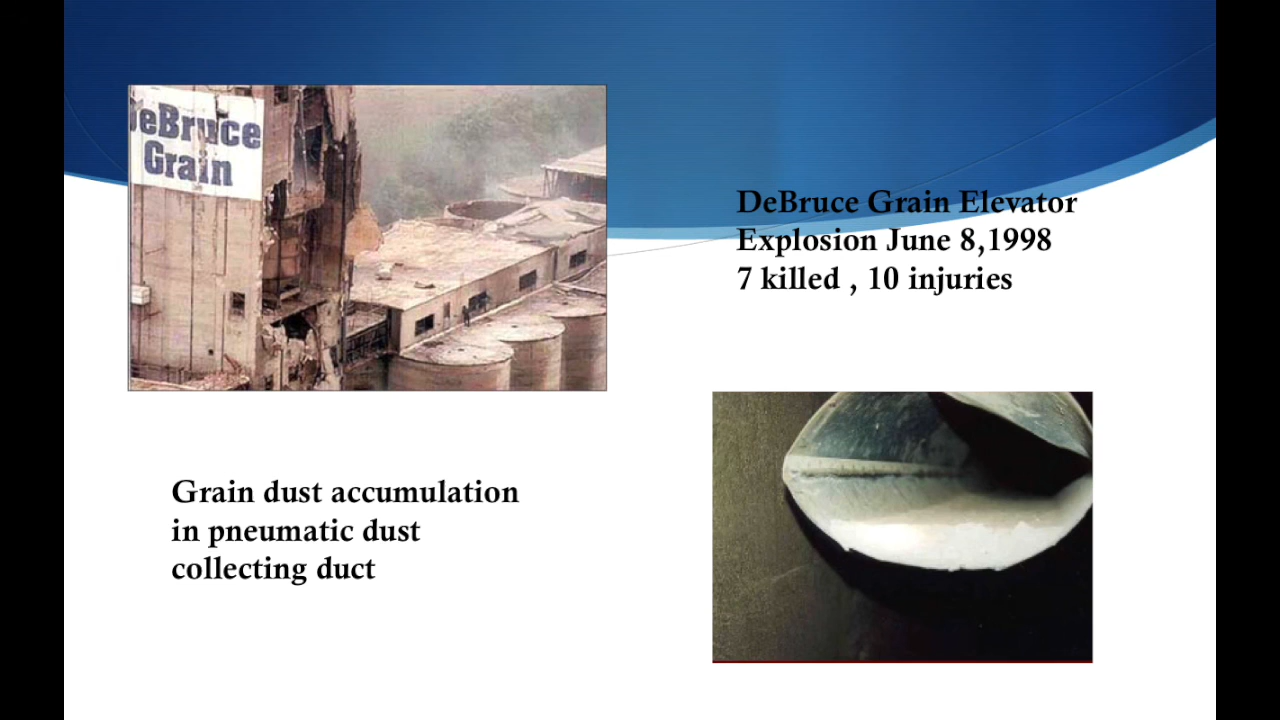 DeBruce
Grain
DeBruce Grain Elevator
Explosion June 8,1998
7 killed , 10 injuries
Grain dust accumulation
in pneumatic dust
collecting duct